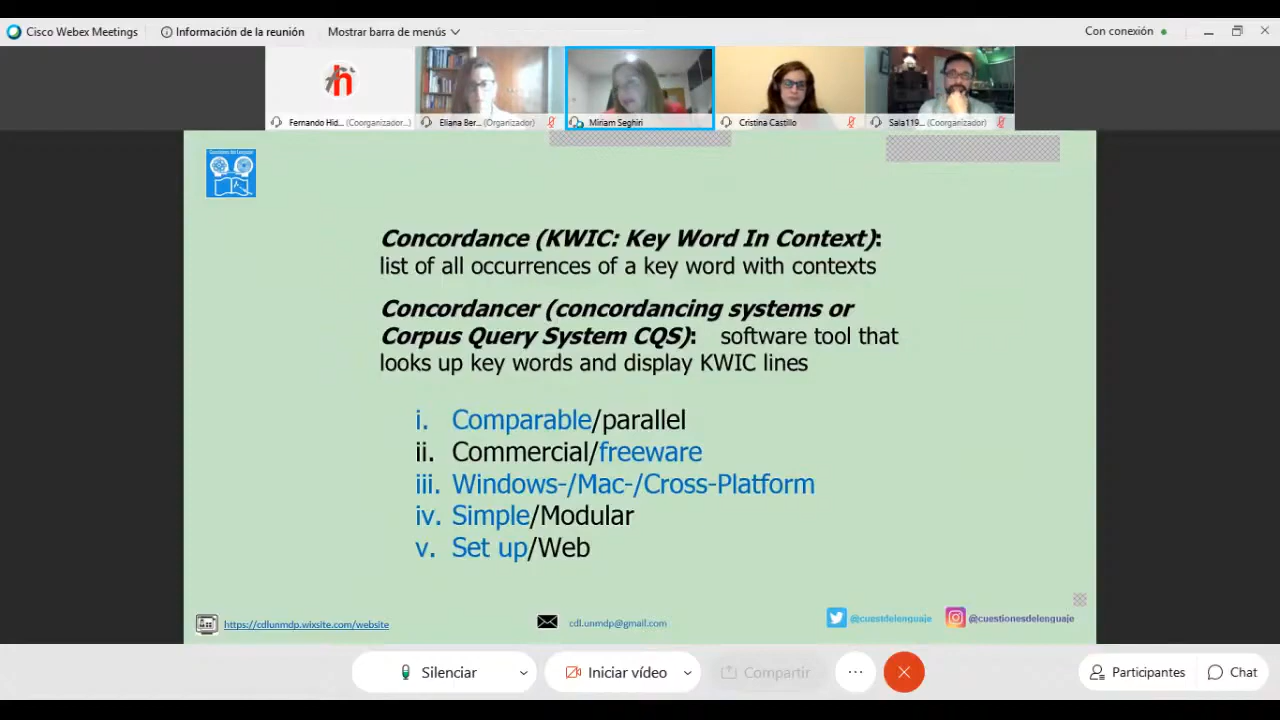 Cisco Webex Meetings
Información de la reunión
Mostrar barra de menús
Con conexión
h
Fernando Hid... (Coorganizador...
Eliana Ber... (Organizador)
Miriam Seghiri
Cristina Castillo
Sala119... (Coorganizador)
Concordance (KWIC: Key Word In Context):
list of all occurrences of a key word with contexts
Concordancer (concordancing systems or
Corpus Query System CQS): software tool that
looks up key words and display KWIC lines
i. Comparable/parallel
ii. Commercial/freeware
iii. Windows-/Mac-/Cross-Platform
iv. Simple/Modular
v. Set up/Web
https://cdlunmdp.wixsite.com/website
cdl.unmdp@gmail.com
@cuestdelenguaje
@cuestionesdelenguaje
Silenciar
Iniciar vídeo
Compartir
Participantes
Chat